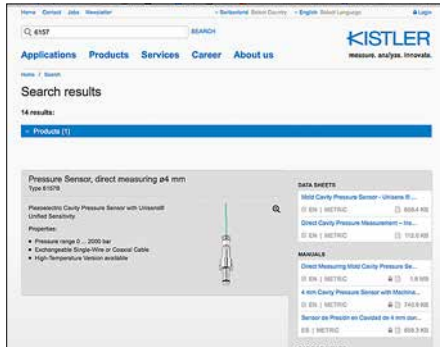 Home Contact Jobs Newsletter
Switzerland Select Country
English Select Language
Login
6157
SEARCH
KISTLER
measure. analyze. innovate.
Applications Products Services Career About us
Home / Search
Search results
14 results:
Products (1)
Pressure Sensor, direct measuring ø4 mm
Type 6157B
Piezoelectric Cavity Pressure Sensor with Unisens®
Unified Sensitivity
Properties:
Pressure range 0 ... 2000 bar
Exchangeable Single-Wire or Coaxial Cable
High-Temperature Version available
DATA SHEETS
Mold Cavity Pressure Sensor – Unisens ®...
EN | METRIC
Direct Cavity Pressure Measurement – Ins...
EN | METRIC
MANUALS
Direct Measuring Mold Cavity Pressure Se...
EN | METRIC 1.8 MB
4 mm Cavity Pressure Sensor with Machina...
EN | METRIC
Sensor de Presión en Cavidad de 4 mm con...
ES | METRIC